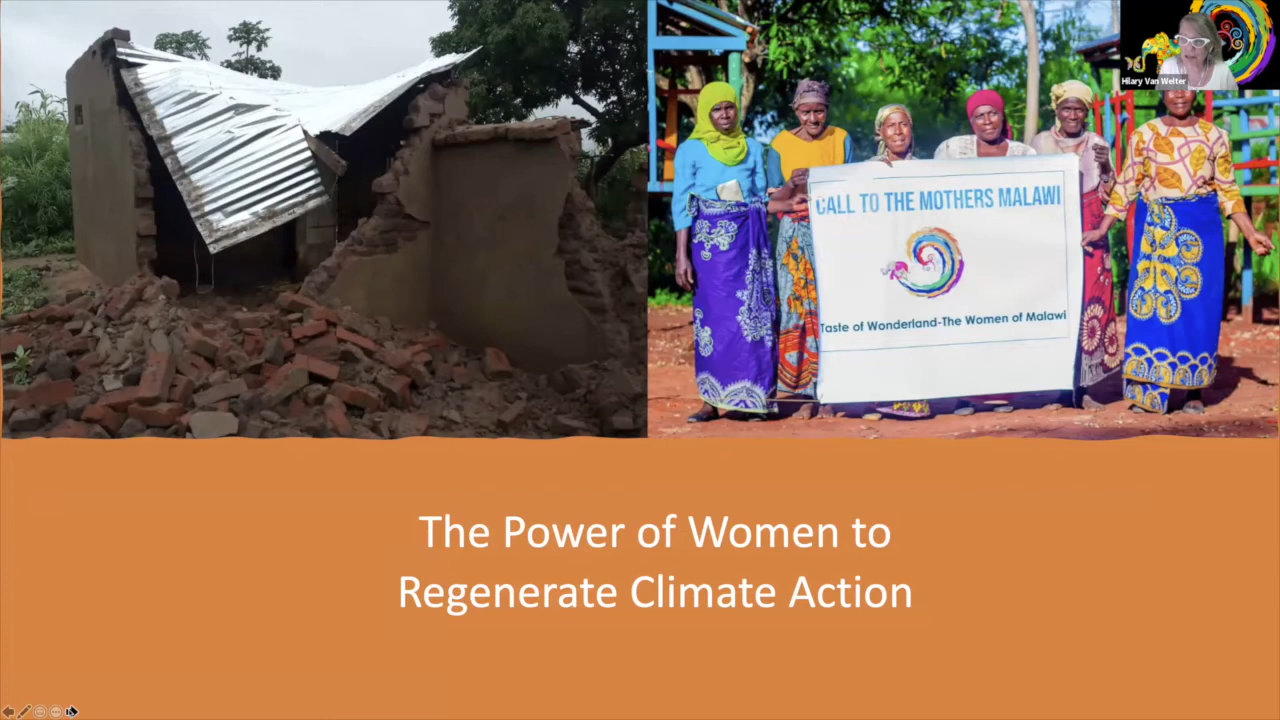 Hilary Van Welter
CALL TO THE MOTHERS MALAWI
Taste of Wonderland-The Women of Malawi
The Power of Women to
Regenerate Climate Action